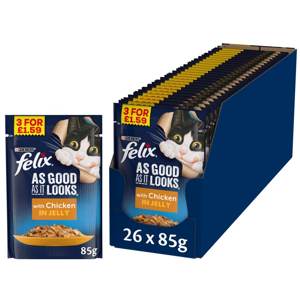 3 FOR
£1.59
PURINA
felix
AS GOOD
AS IT LOOKS
with Chicken
IN JELLY
85g
3 FOR
£1.59
felix
AS GOOD
AS IT LOOKS
with Chicken
IN JELLY
26 x 85g